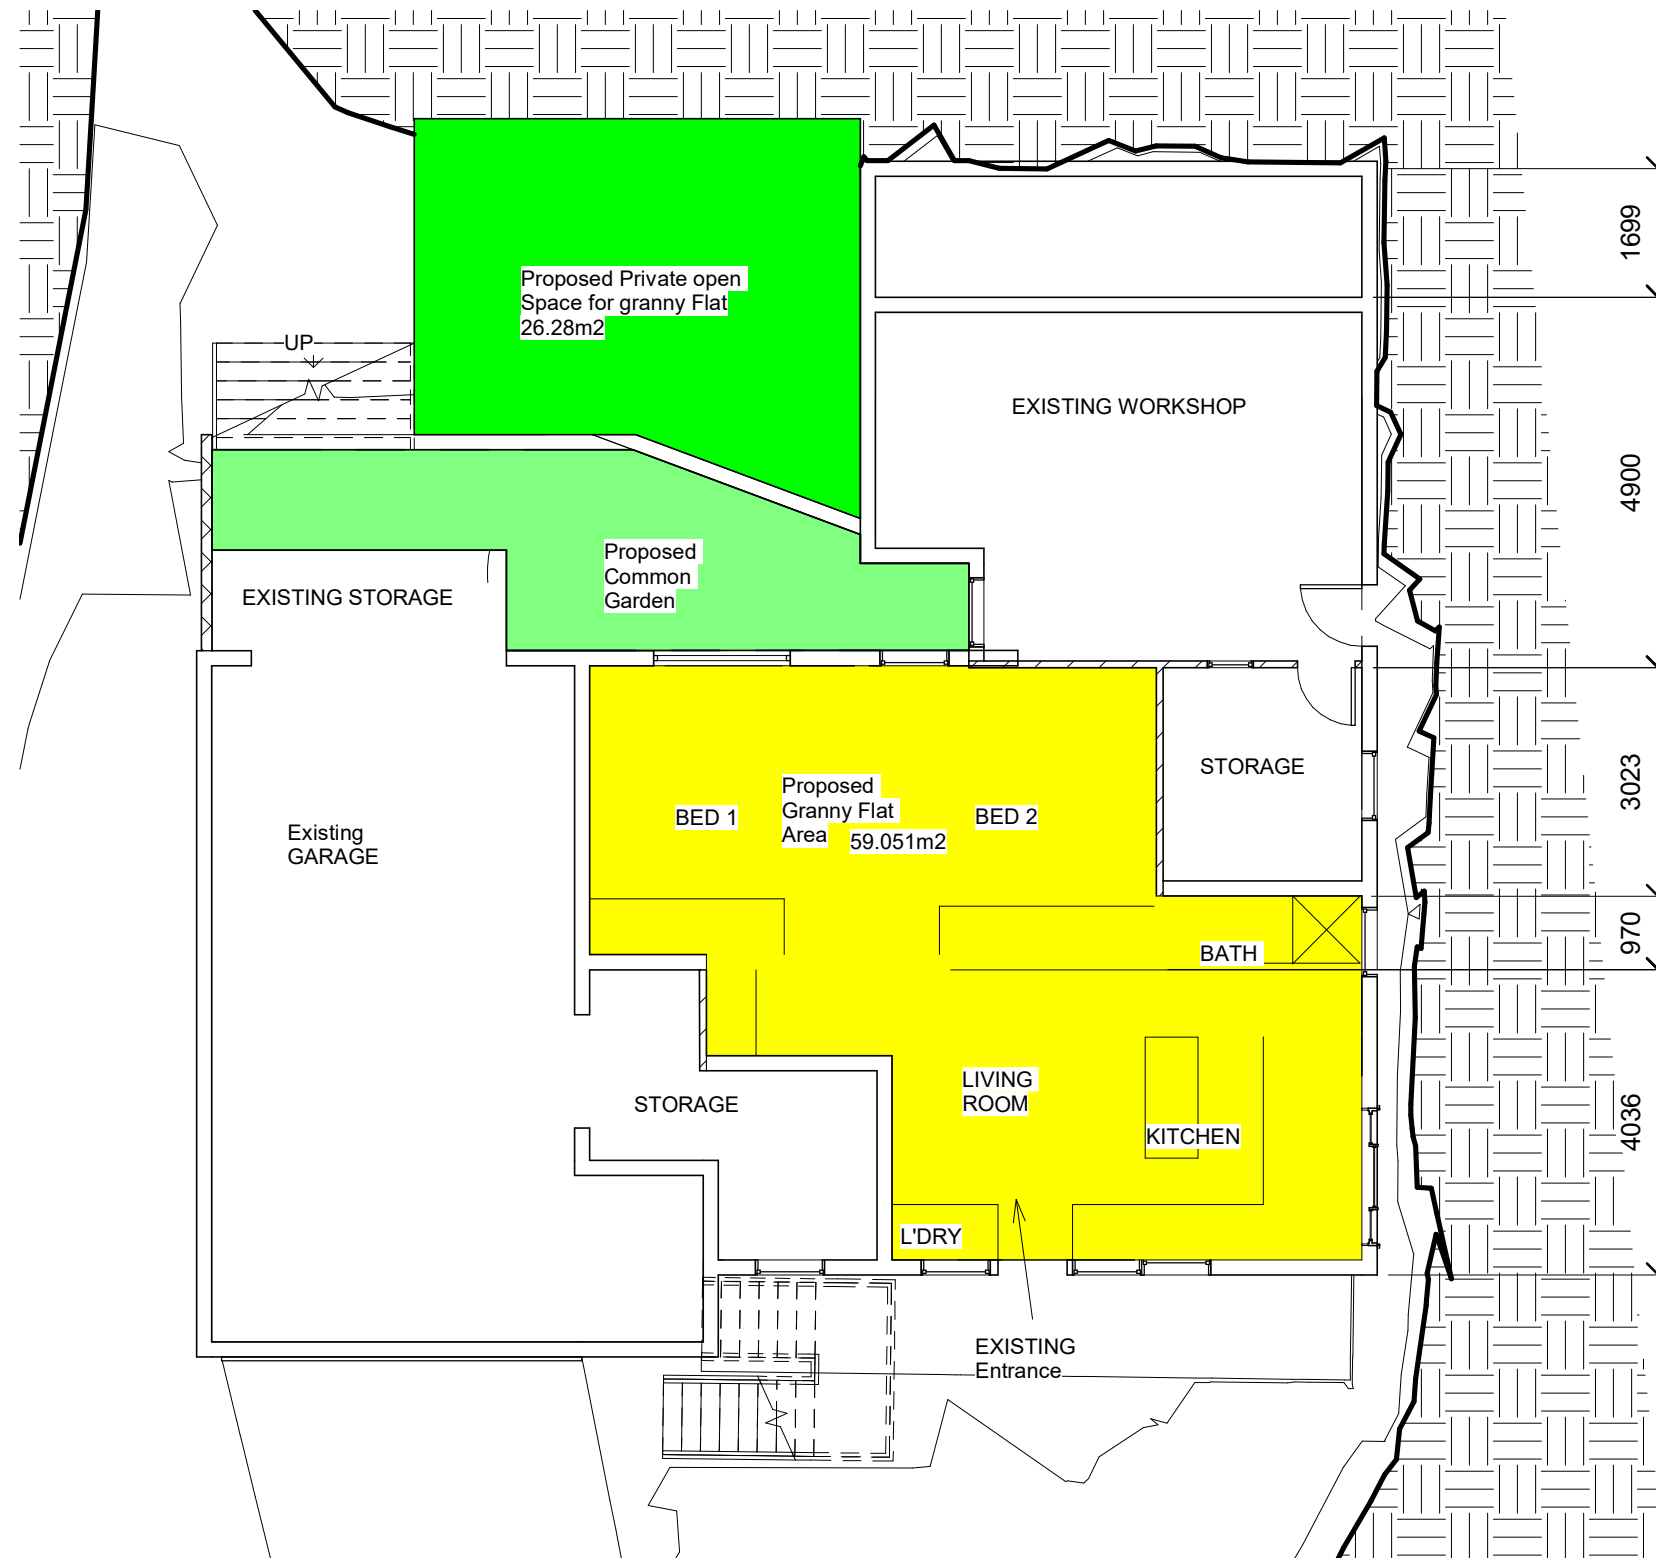 1699
Proposed Private open
Space for granny Flat
26.28m2
UP
EXISTING WORKSHOP
4900
Proposed
Common
Garden
EXISTING STORAGE
3023
STORAGE
Proposed
Granny Flat
Area
59.051m2
BED 1
BED 2
Existing
GARAGE
970
BATH
LIVING
ROOM
STORAGE
KITCHEN
4036
L'DRY
EXISTING
Entrance